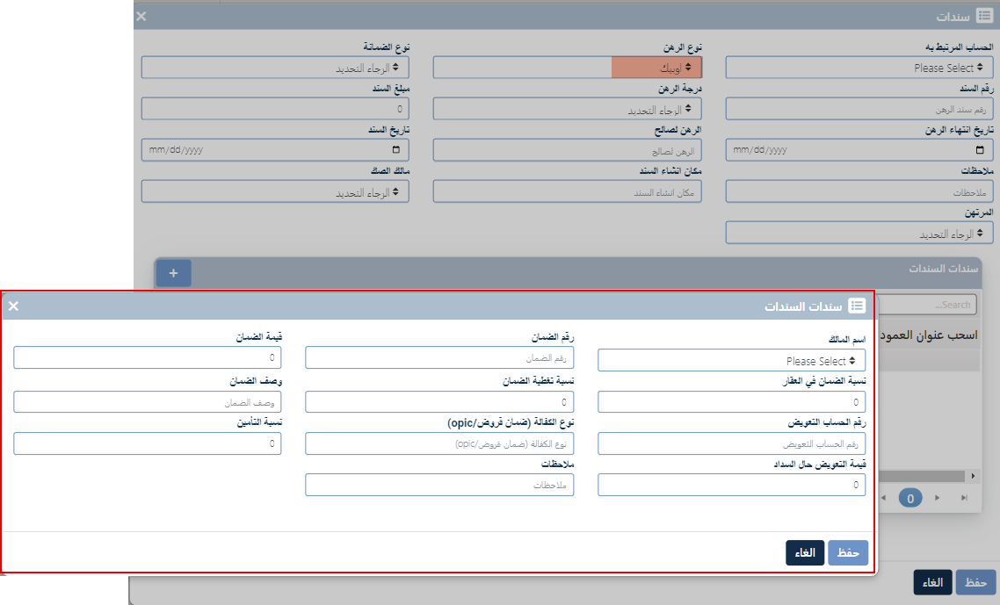 سندات
الحساب المرتبط به
نوع الرهن
نوع الضمانة
Please Select
اوبيك
الرجاء التحديد
رقم السند
درجة الرهن
مبلغ السند
رقم سند الرهن
الرجاء التحديد
0
تاريخ انتهاء الرهن
الرهن لصالح
تاريخ السند
mm/dd/yyyy
الرهن لصالح
mm/dd/yyyy
ملاحظات
مكان انشاء السند
مالك الصك
ملاحظات
مكان انشاء السند
الرجاء التحديد
المرتهن
الرجاء التحديد
سندات السندات
+
Search...
اسحب عنوان العمود
0
حفظ
الغاء
سندات السندات
اسم المالك
رقم الضمان
قيمة الضمان
Please Select
رقم الضمان
0
نسبة الضمان في العقار
نسبة تغطية الضمان
وصف الضمان
0
0
وصف الضمان
رقم الحساب التعويض
نوع الكفالة (ضمان قروض/opic)
نسبة التأمين
رقم الحساب التعويض
نوع الكفالة (ضمان قروض/opic)
0
قيمة التعويض حال السداد
ملاحظات
0
ملاحظات
حفظ
الغاء